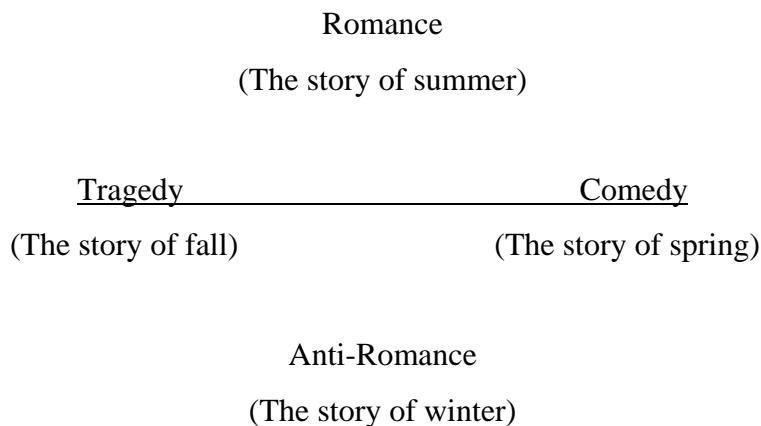 Romance
(The story of summer)
Tragedy Comedy
(The story of fall) (The story of spring)
Anti-Romance
(The story of winter)